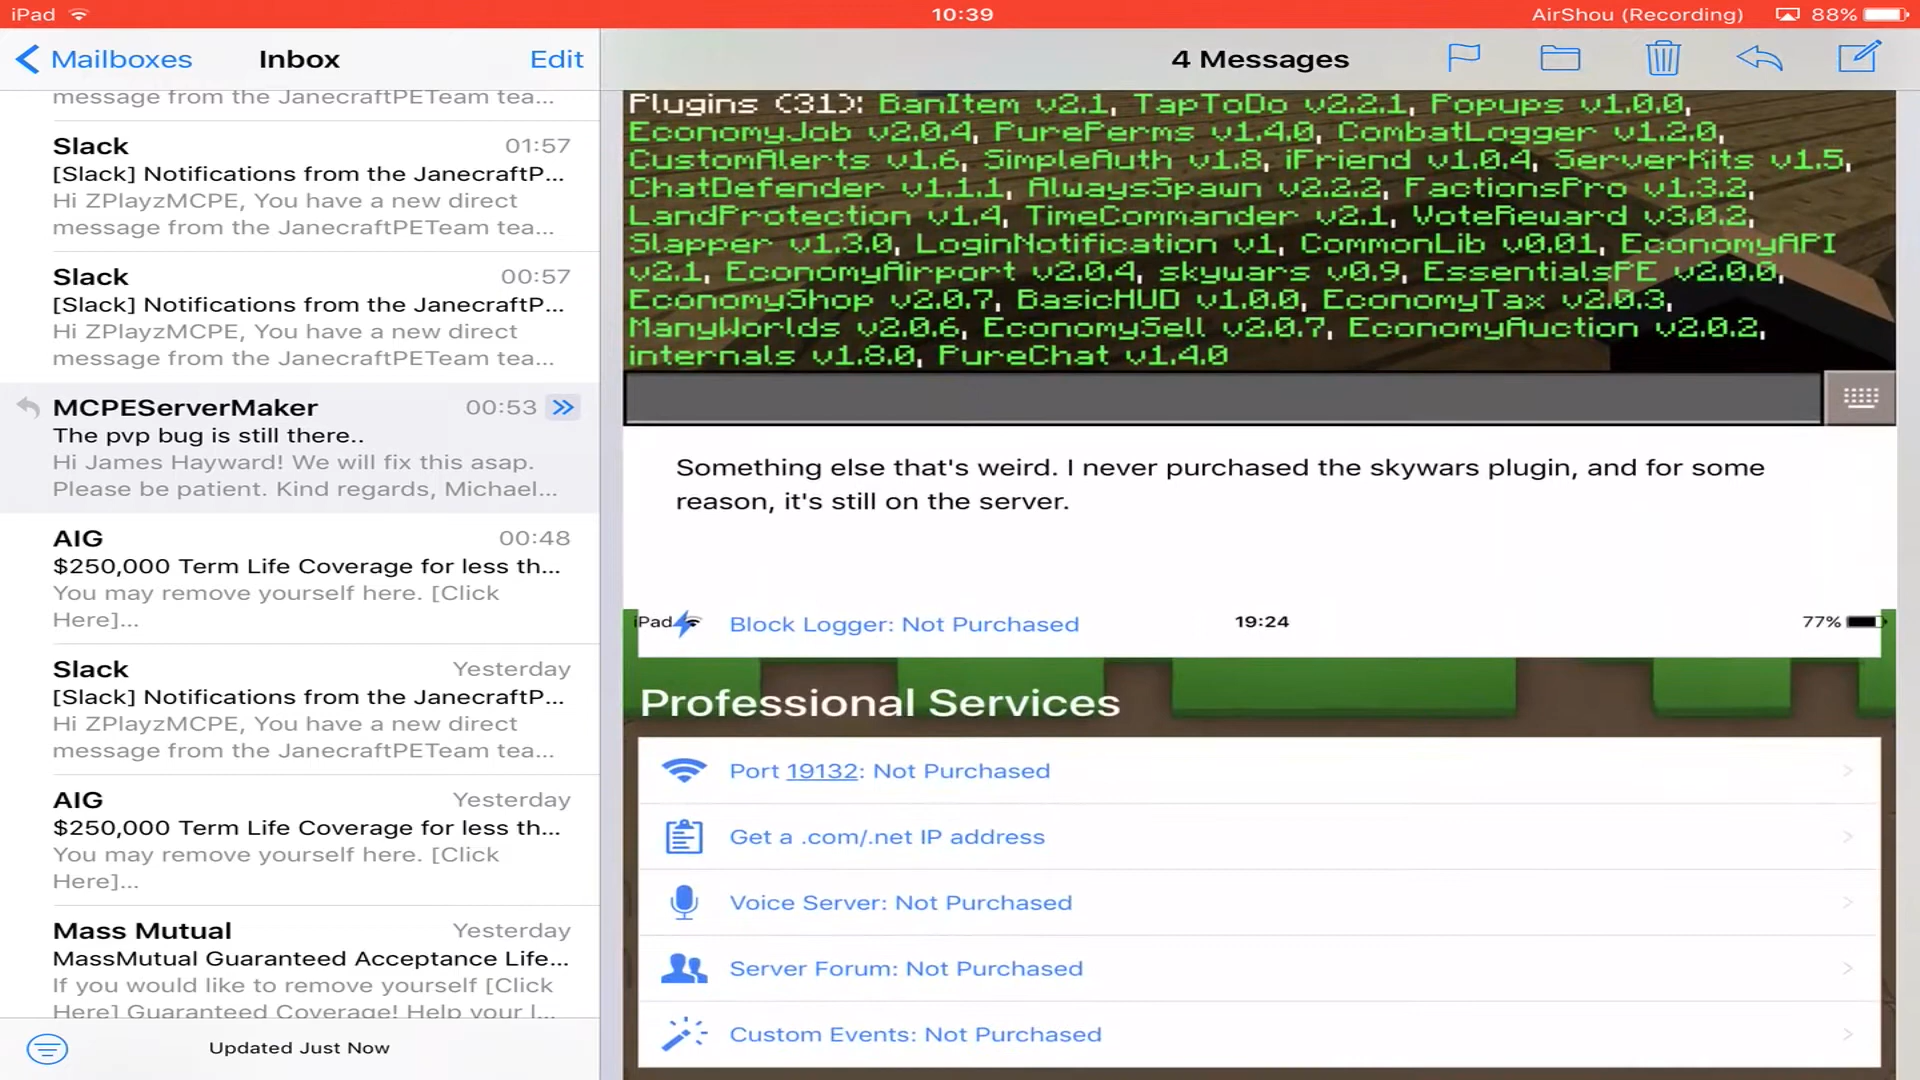 iPad
10:39
AirShou (Recording)
88%
Mailboxes
Inbox
Edit
message from the JanecraftPETeam tea...
Slack 01:57
[Slack] Notifications from the JanecraftP...
Hi ZPlayzMCPE, You have a new direct
message from the JanecraftPETeam tea...
Slack 00:57
[Slack] Notifications from the JanecraftP...
Hi ZPlayzMCPE, You have a new direct
message from the JanecraftPETeam tea...
MCPEServerMaker 00:53
The pvp bug is still there..
Hi James Hayward! We will fix this asap.
Please be patient. Kind regards, Michael...
AIG 00:48
$250,000 Term Life Coverage for less th...
You may remove yourself here. [Click
Here]...
Slack Yesterday
[Slack] Notifications from the JanecraftP...
Hi ZPlayzMCPE, You have a new direct
message from the JanecraftPETeam tea...
AIG Yesterday
$250,000 Term Life Coverage for less th...
You may remove yourself here. [Click
Here]...
Mass Mutual Yesterday
MassMutual Guaranteed Acceptance Life...
If you would like to remove yourself [Click
Here] Guaranteed Coverage! Help your l...
Updated Just Now
4 Messages
Plugins (31): BanItem v2.1, TapToDo v2.2.1, Popups v1.0.0,
EconomyJob v2.0.4, PurePerms v1.4.0, CombatLogger v1.2.0,
CustomAlerts v1.6, SimpleAuth v1.8, iFriend v1.0.4, ServerKits v1.5,
ChatDefender v1.1.1, AlwaysSpawn v2.2.2, FactionsPro v1.3.2,
LandProtection v1.4, TimeCommander v2.1, VoteReward v3.0.2,
Slapper v1.3.0, LoginNotification v1, CommonLib v0.01, EconomyAPI
v2.1, EconomyAirport v2.0.4, skywars v0.9, EssentialsPE v2.0.0,
EconomyShop v2.0.7, BasicHUD v1.0.0, EconomyTax v2.0.3,
ManyWorlds v2.0.6, EconomySell v2.0.7, EconomyAuction v2.0.2,
internals v1.8.0, PureChat v1.4.0
Something else that's weird. I never purchased the skywars plugin, and for some
reason, it's still on the server.
iPad
Block Logger: Not Purchased
19:24
77%
Professional Services
Port 19132: Not Purchased
Get a .com/.net IP address
Voice Server: Not Purchased
Server Forum: Not Purchased
Custom Events: Not Purchased